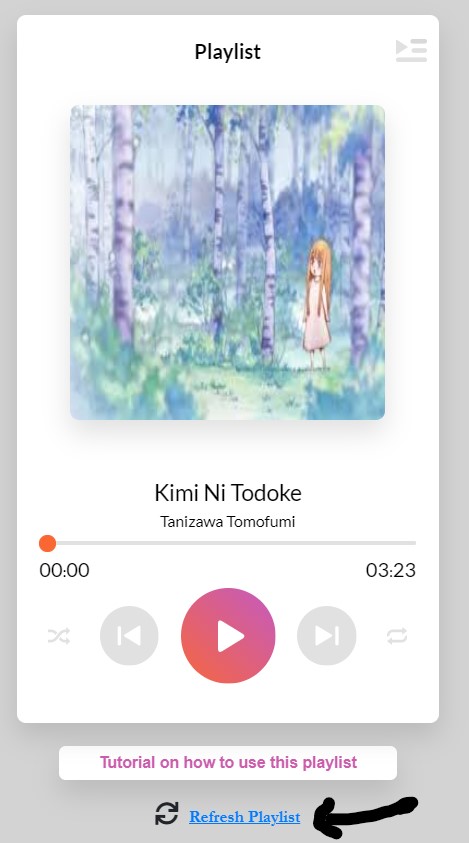 Playlist
Kimi Ni Todoke
Tanizawa Tomofumi
00:00 03:23
Tutorial on how to use this playlist
Refresh Playlist